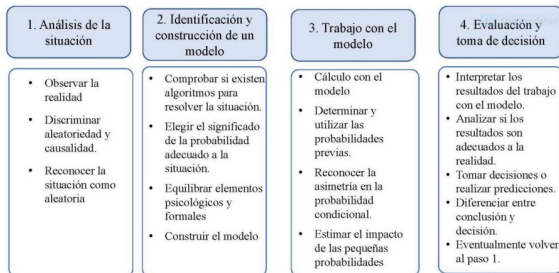 1. Análisis de la
situación
• Observar la
realidad
• Discriminar
aleatoriedad y
causalidad.
• Reconocer la
situación como
aleatoria
2. Identificación y
construcción de un
modelo
• Comprobar si existen
algoritmos para
resolver la situación.
• Elegir el significado
de la probabilidad
adecuado a la
situación.
• Equilibrar elementos
psicológicos y
formales
• Construir el modelo
3. Trabajo con el
modelo
• Cálculo con el
modelo
• Determinar y
utilizar las
probabilidades
previas.
• Reconocer la
asimetría en la
probabilidad
condicional.
• Estimar el impacto
de las pequeñas
probabilidades
4. Evaluación y
toma de decisión
• Interpretar los
resultados del trabajo
con el modelo.
• Analizar si los
resultados son
adecuados a la
realidad.
• Tomar decisiones o
realizar predicciones.
• Diferenciar entre
conclusión y
decisión.
• Eventualmente volver
al paso 1.